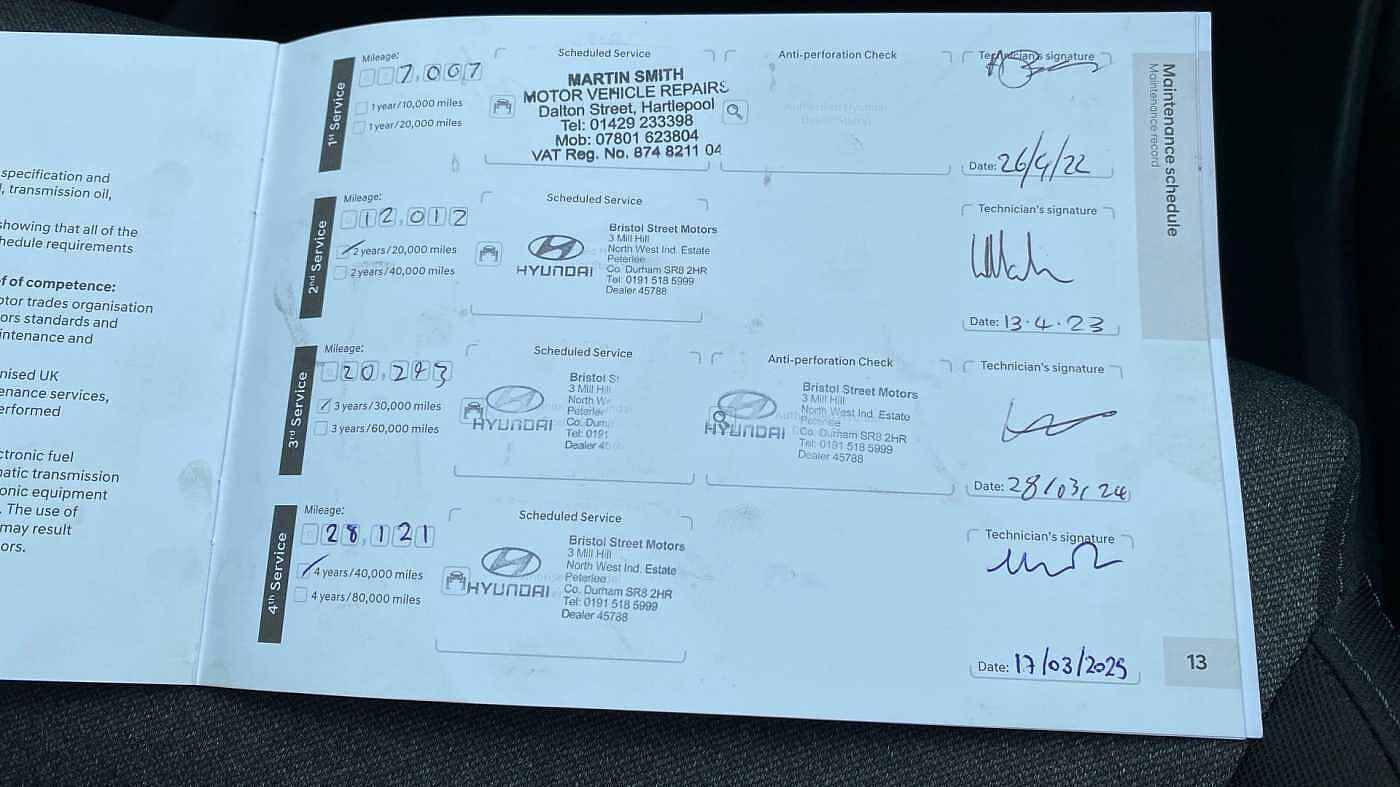 specification and
, transmission oil,
showing that all of the
hedule requirements
of competence:
otor trades organisation
ors standards and
intenance and
nised UK
enance services,
erformed
ctronic fuel
matic transmission
onic equipment
. The use of
may result
ors.
1st Service
Mileage:
7,007
1 year/10,000 miles
1 year/20,000 miles
Scheduled Service
MARTIN SMITH
MOTOR VEHICLE REPAIRS
Dalton Street, Hartlepool
Tel: 01429 233398
Mob: 07801 623804
VAT Reg. No. 874 8211 04
Anti-perforation Check
Technician's signature
Date: 26/4/22
2nd Service
Mileage:
12,012
2 years/20,000 miles
2 years/40,000 miles
Scheduled Service
HYUNDAI
Bristol Street Motors
3 Mill Hill
North West Ind. Estate
Peterlee
Co. Durham SR8 2HR
Tel: 0191 518 5999
Dealer 45788
Technician's signature
Date: 13.4.23
3rd Service
Mileage:
20,243
3 years/30,000 miles
3 years/60,000 miles
Scheduled Service
HYUNDAI
Bristol St
3 Mill Hill
North We
Peterlee
Co. Durh
Tel: 0191
Dealer 45
Anti-perforation Check
HYUNDAI
Bristol Street Motors
3 Mill Hill
North West Ind. Estate
Peterlee
Co. Durham SR8 2HR
Tel: 0191 518 5999
Dealer 45788
Technician's signature
Date: 28/03/24
4th Service
Mileage:
28,121
4 years/40,000 miles
4 years/80,000 miles
Scheduled Service
HYUNDAI
Bristol Street Motors
3 Mill Hill
North West Ind. Estate
Peterlee
Co. Durham SR8 2HR
Tel: 0191 518 5999
Dealer 45788
Technician's signature
Date: 17/03/2025
Maintenance schedule
Maintenance record
13